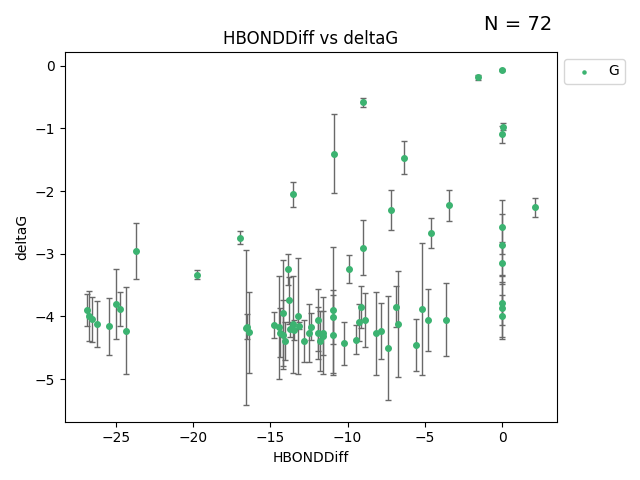 N = 72
HBONDDiff vs deltaG
G
deltaG
0
−1
−2
−3
−4
−5
−25 −20 −15 −10 −5 0
HBONDDiff